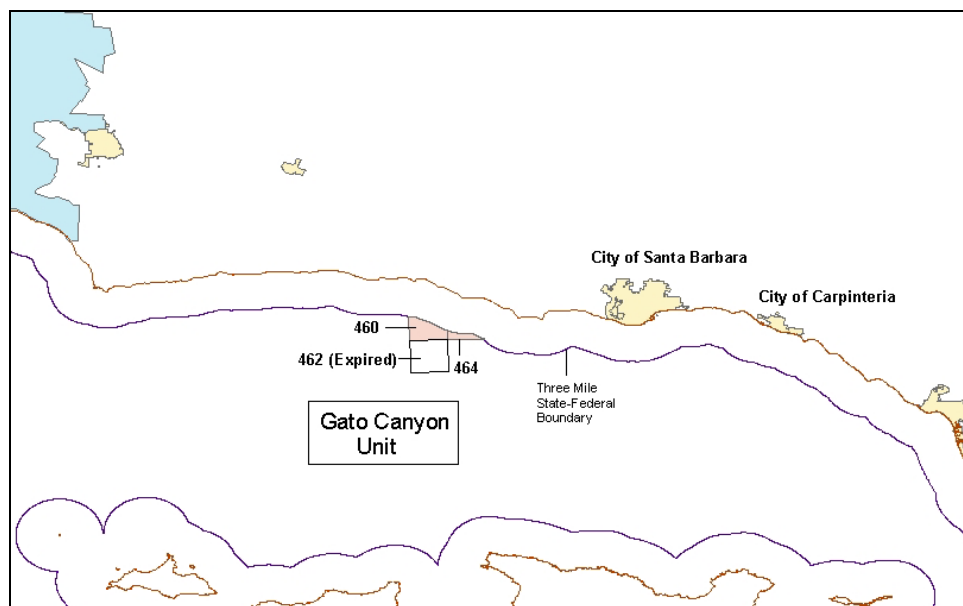 City of Santa Barbara
City of Carpinteria
460
462 (Expired)
464
Three Mile
State-Federal
Boundary
Gato Canyon
Unit